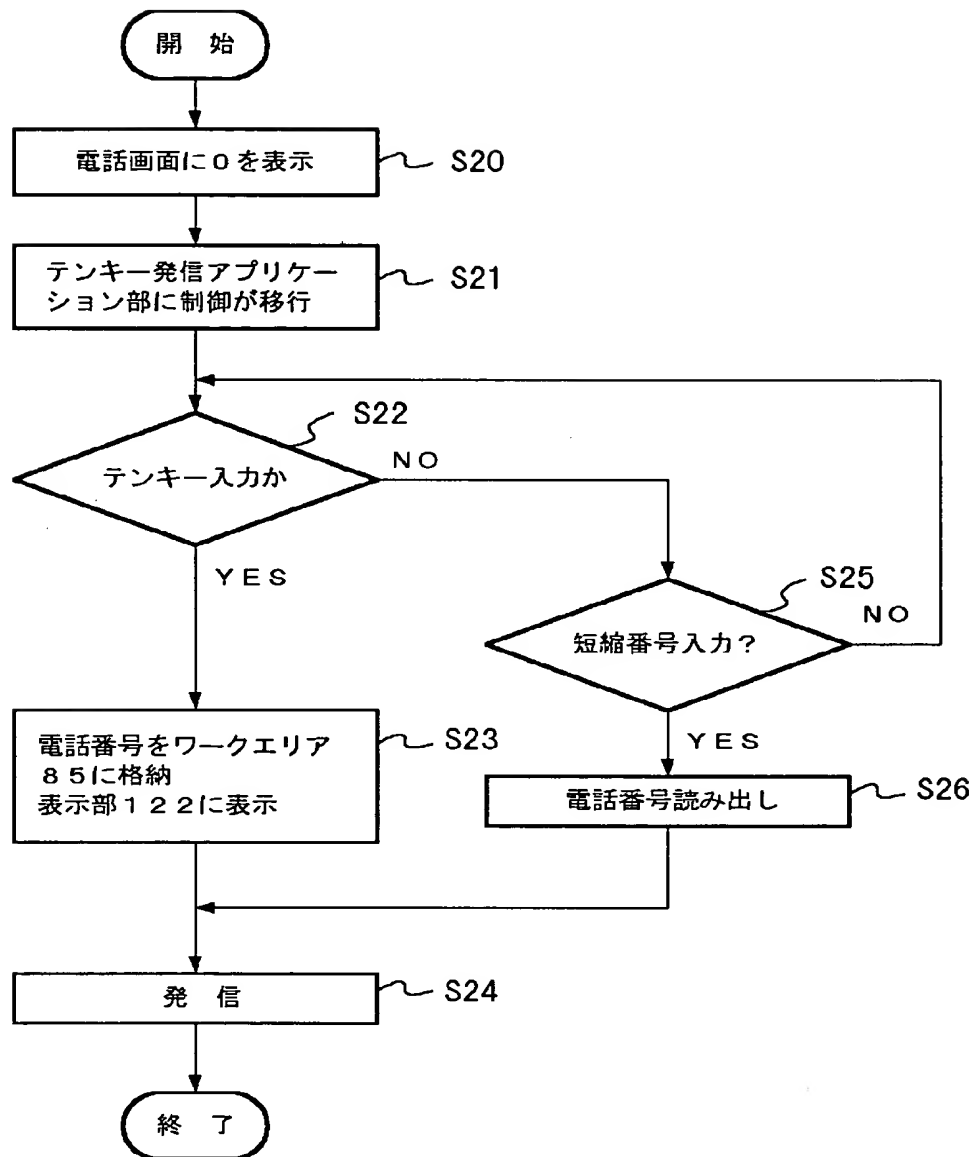 開 始
電話画面に０を表示
S20
テンキー発信アプリケー
ション部に制御が移行
S21
S22
テンキー入力か
NO
YES
S25
短縮番号入力？
NO
YES
電話番号をワークエリア
８５に格納
表示部１２２に表示
S23
電話番号読み出し
S26
発 信
S24
終 了